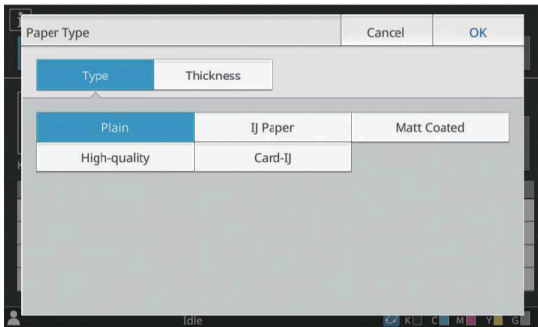 Paper Type Cancel OK
Type Thickness
Plain IJ Paper Matt Coated
High-quality Card-IJ
Idle K C M Y G